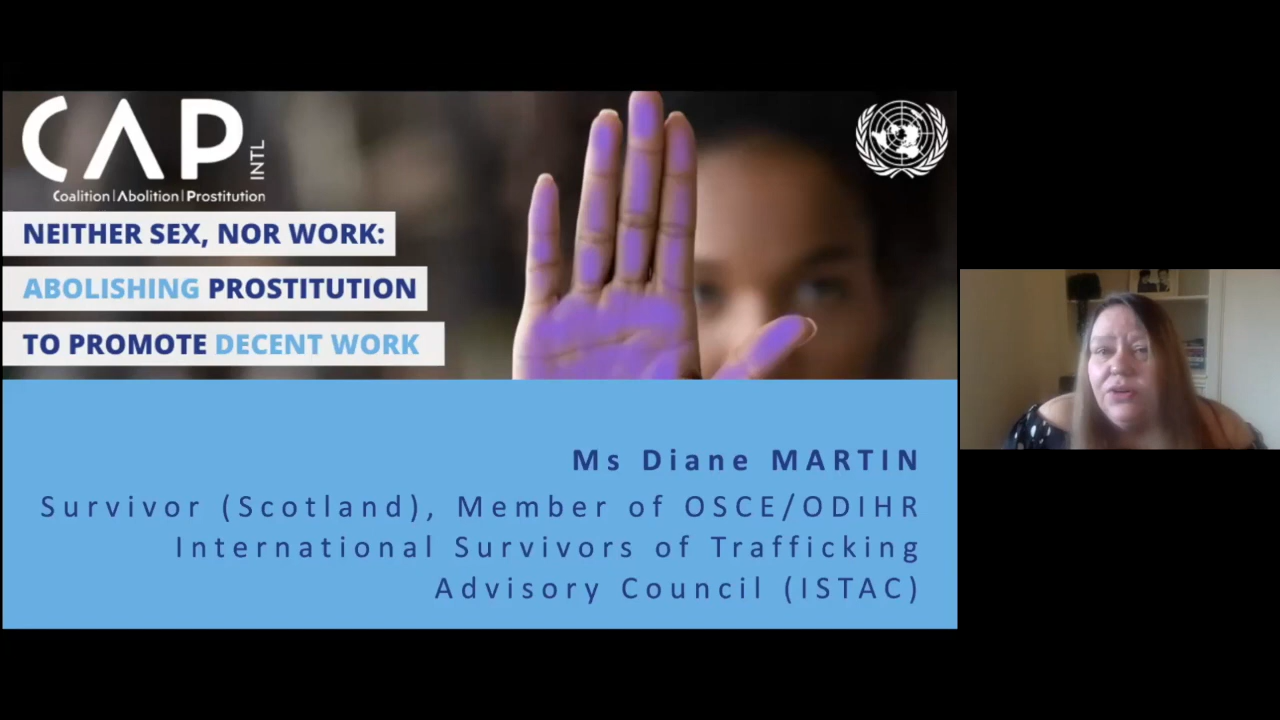 CAP INTL
Coalition | Abolition | Prostitution
NEITHER SEX, NOR WORK:
ABOLISHING PROSTITUTION
TO PROMOTE DECENT WORK
Ms Diane MARTIN
Survivor (Scotland), Member of OSCE/ODIHR
International Survivors of Trafficking
Advisory Council (ISTAC)